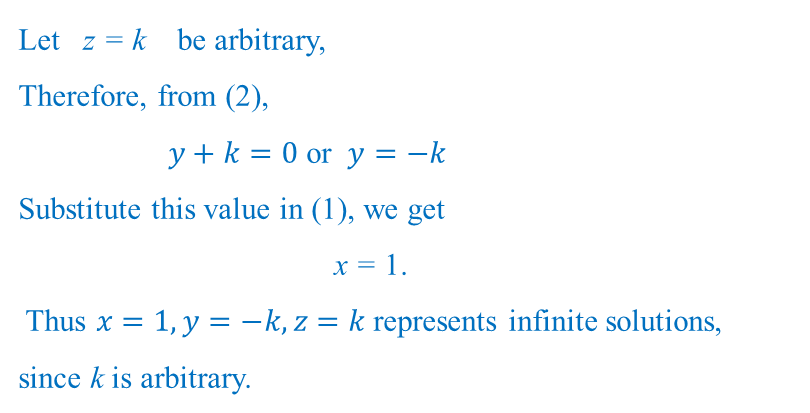 Let z = k be arbitrary,
Therefore, from (2),
y + k = 0 or y = −k
Substitute this value in (1), we get
x = 1.
Thus x = 1, y = −k, z = k represents infinite solutions,
since k is arbitrary.